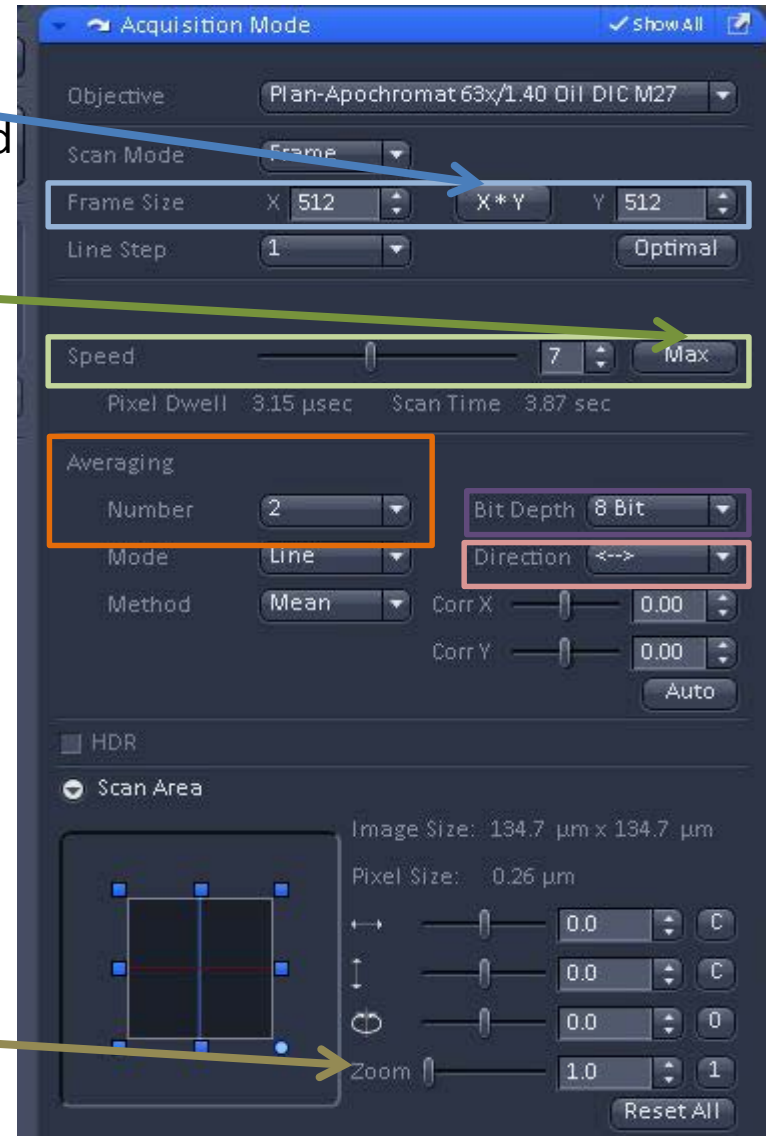 Acquisition Mode ✓ Show All
Objective Plan-Apochromat 63x/1.40 Oil DIC M27
d
Scan Mode Frame
Frame Size X 512 X * Y Y 512
Line Step 1 Optimal
Speed 7 Max
Pixel Dwell 3.15 µsec Scan Time 3.87 sec
Averaging
Number 2 Bit Depth 8 Bit
Mode Line Direction <-->
Method Mean Corr X 0.00
Corr Y 0.00
Auto
HDR
Scan Area
Image Size: 134.7 µm x 134.7 µm
Pixel Size: 0.26 µm
0.0 C
0.0 C
0.0 0
Zoom 1.0 1
Reset All